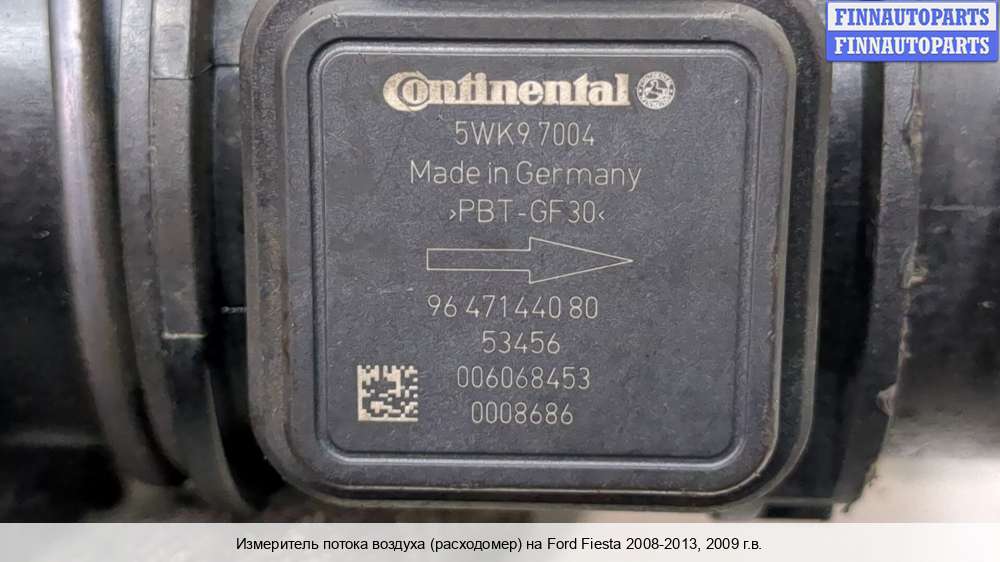 FINNAUTOPARTS
FINNAUTOPARTS
Continental
5WK9 7004
Made in Germany
›PBT-GF30‹
96 471440 80
53456
006068453
0008686
Измеритель потока воздуха (расходомер) на Ford Fiesta 2008-2013, 2009 г.в.